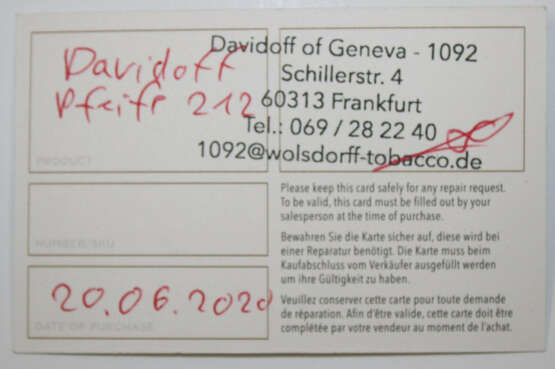 Davidoff of Geneva - 1092
Schillerstr. 4
60313 Frankfurt
Tel.: 069 / 28 22 40
1092@wolsdorff-tobacco.de
Davidoff
Pfeife 212
PRODUCT
Please keep this card safely for any repair request.
To be valid, this card must be filled out by your
salesperson at the time of purchase.
NUMBER/SKU
Bewahren Sie die Karte sicher auf, diese wird bei
einer Reparatur benötigt. Die Karte muss beim
Kaufabschluss vom Verkäufer ausgefüllt werden
um ihre Gültigkeit zu haben.
20.06.2020
DATE OF PURCHASE
Veuillez conserver cette carte pour toute demande
de réparation. Afin d'être valide, cette carte doit être
complétée par votre vendeur au moment de l'achat.